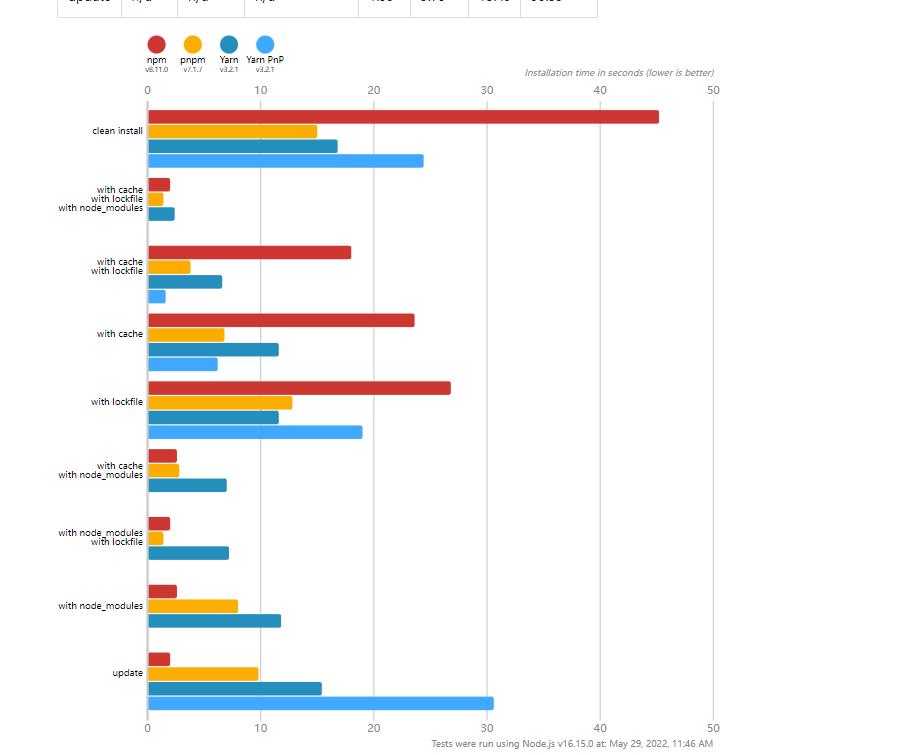 npm pnpm Yarn Yarn PnP
v8.11.0 v7.1.7 v3.2.1 v3.2.1
Installation time in seconds (lower is better)
0 10 20 30 40 50
clean install
with cache
with lockfile
with node_modules
with cache
with lockfile
with cache
with lockfile
with cache
with node_modules
with node_modules
with lockfile
with node_modules
update
0 10 20 30 40 50
Tests were run using Node.js v16.15.0 at: May 29, 2022, 11:46 AM